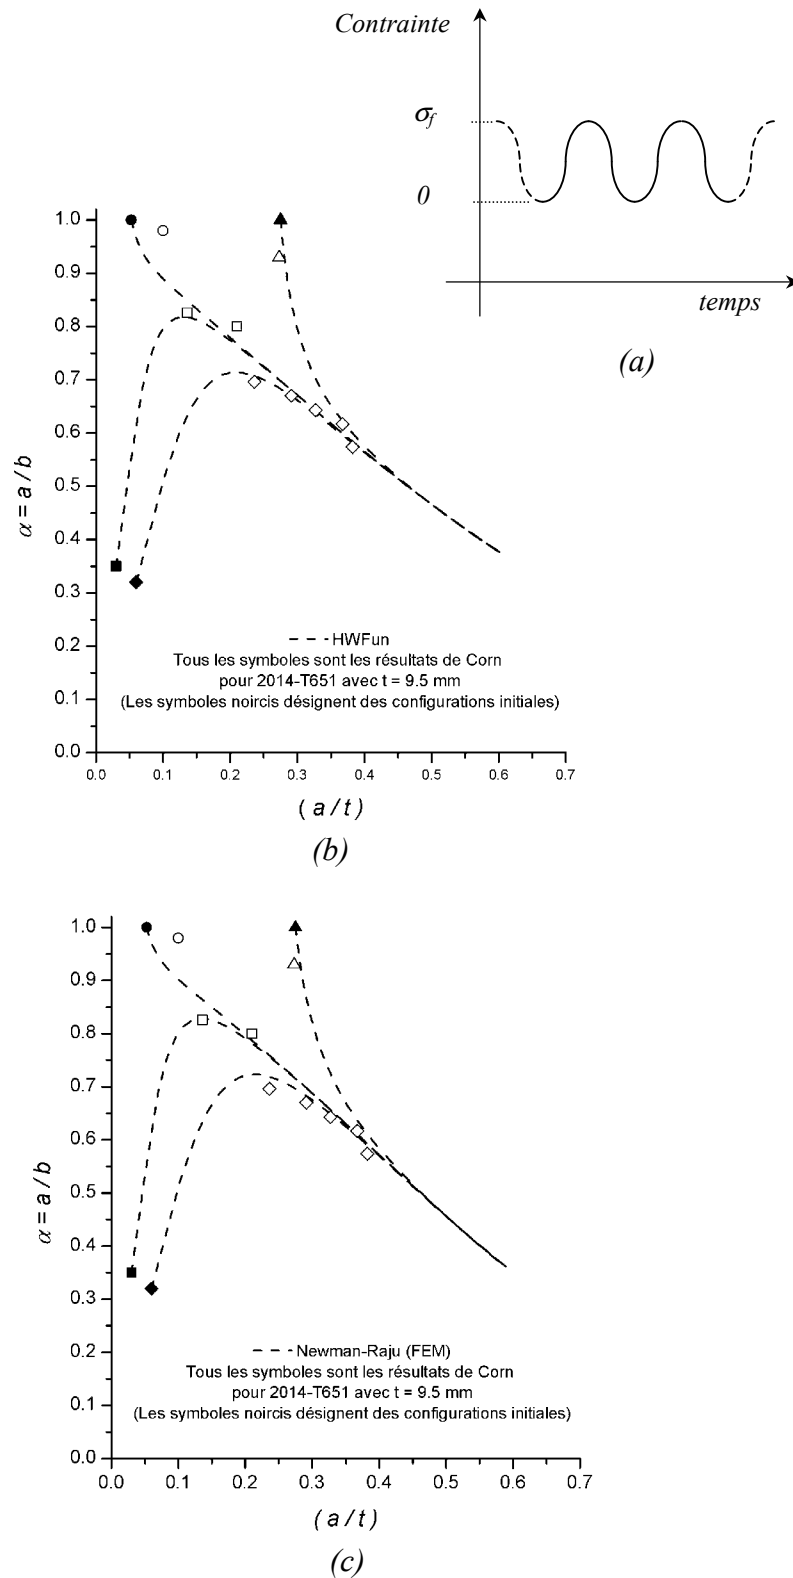 Contrainte
σf
0
temps
(a)
1.0
0.9
0.8
0.7
0.6
0.5
0.4
0.3
0.2
0.1
0.0
α = a / b
HWFun
Tous les symboles sont les résultats de Corn
pour 2014-T651 avec t = 9.5 mm
(Les symboles noircis désignent des configurations initiales)
0.0 0.1 0.2 0.3 0.4 0.5 0.6 0.7
( a / t )
(b)
1.0
0.9
0.8
0.7
0.6
0.5
0.4
0.3
0.2
0.1
0.0
α = a / b
Newman-Raju (FEM)
Tous les symboles sont les résultats de Corn
pour 2014-T651 avec t = 9.5 mm
(Les symboles noircis désignent des configurations initiales)
0.0 0.1 0.2 0.3 0.4 0.5 0.6 0.7
( a / t )
(c)